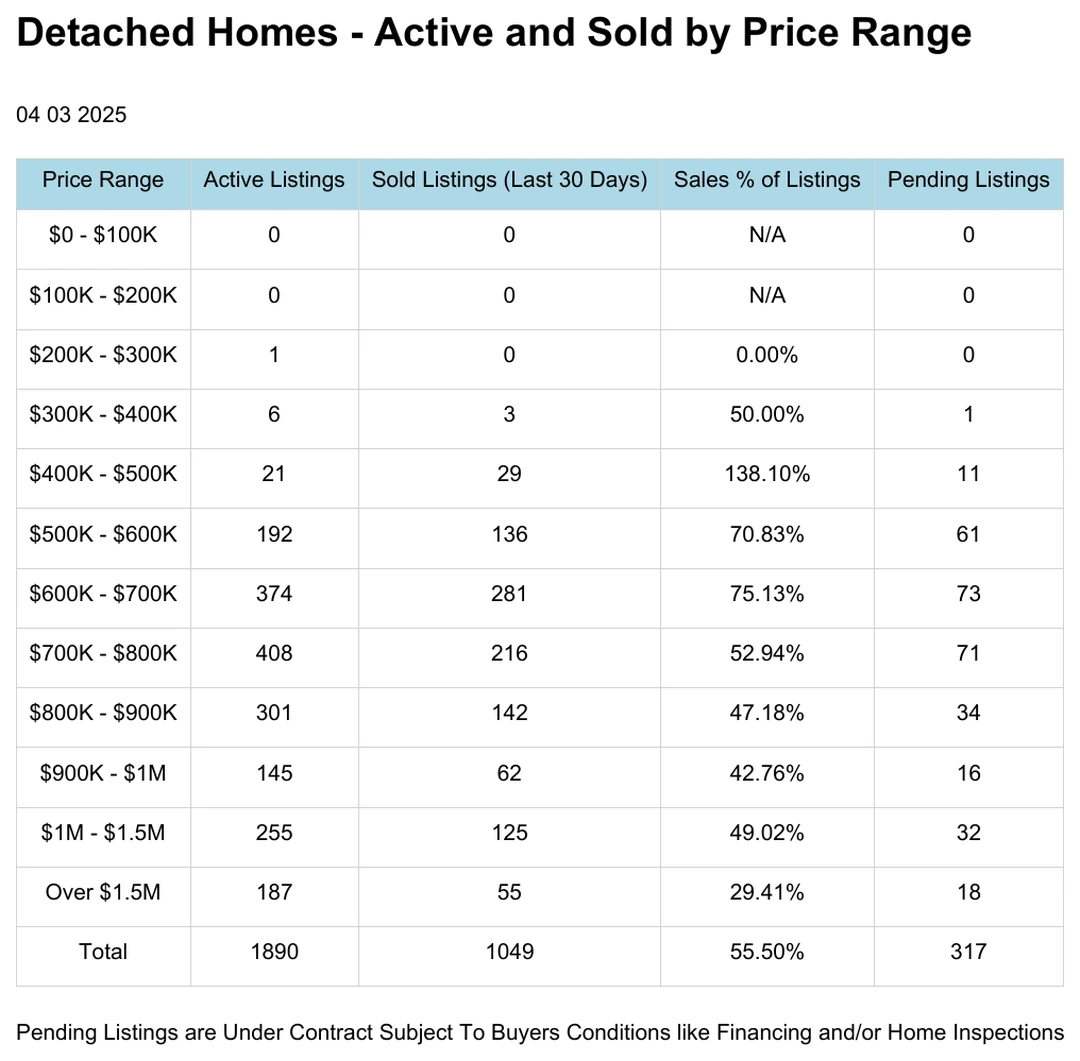 Detached Homes - Active and Sold by Price Range
04 03 2025
Price Range Active Listings Sold Listings (Last 30 Days) Sales % of Listings Pending Listings
$0 - $100K 0 0 N/A 0
$100K - $200K 0 0 N/A 0
$200K - $300K 1 0 0.00% 0
$300K - $400K 6 3 50.00% 1
$400K - $500K 21 29 138.10% 11
$500K - $600K 192 136 70.83% 61
$600K - $700K 374 281 75.13% 73
$700K - $800K 408 216 52.94% 71
$800K - $900K 301 142 47.18% 34
$900K - $1M 145 62 42.76% 16
$1M - $1.5M 255 125 49.02% 32
Over $1.5M 187 55 29.41% 18
Total 1890 1049 55.50% 317
Pending Listings are Under Contract Subject To Buyers Conditions like Financing and/or Home Inspections